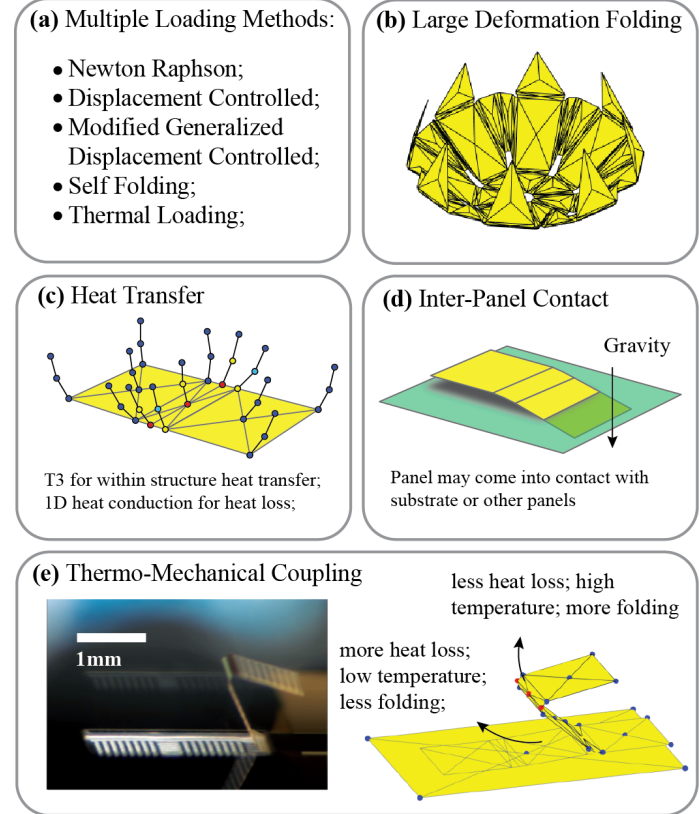 (a) Multiple Loading Methods:
• Newton Raphson;
• Displacement Controlled;
• Modified Generalized
Displacement Controlled;
• Self Folding;
• Thermal Loading;
(b) Large Deformation Folding
(c) Heat Transfer
T3 for within structure heat transfer;
1D heat conduction for heat loss;
(d) Inter-Panel Contact
Gravity
Panel may come into contact with
substrate or other panels
(e) Thermo-Mechanical Coupling
1mm
less heat loss; high
temperature; more folding
more heat loss;
low temperature;
less folding;